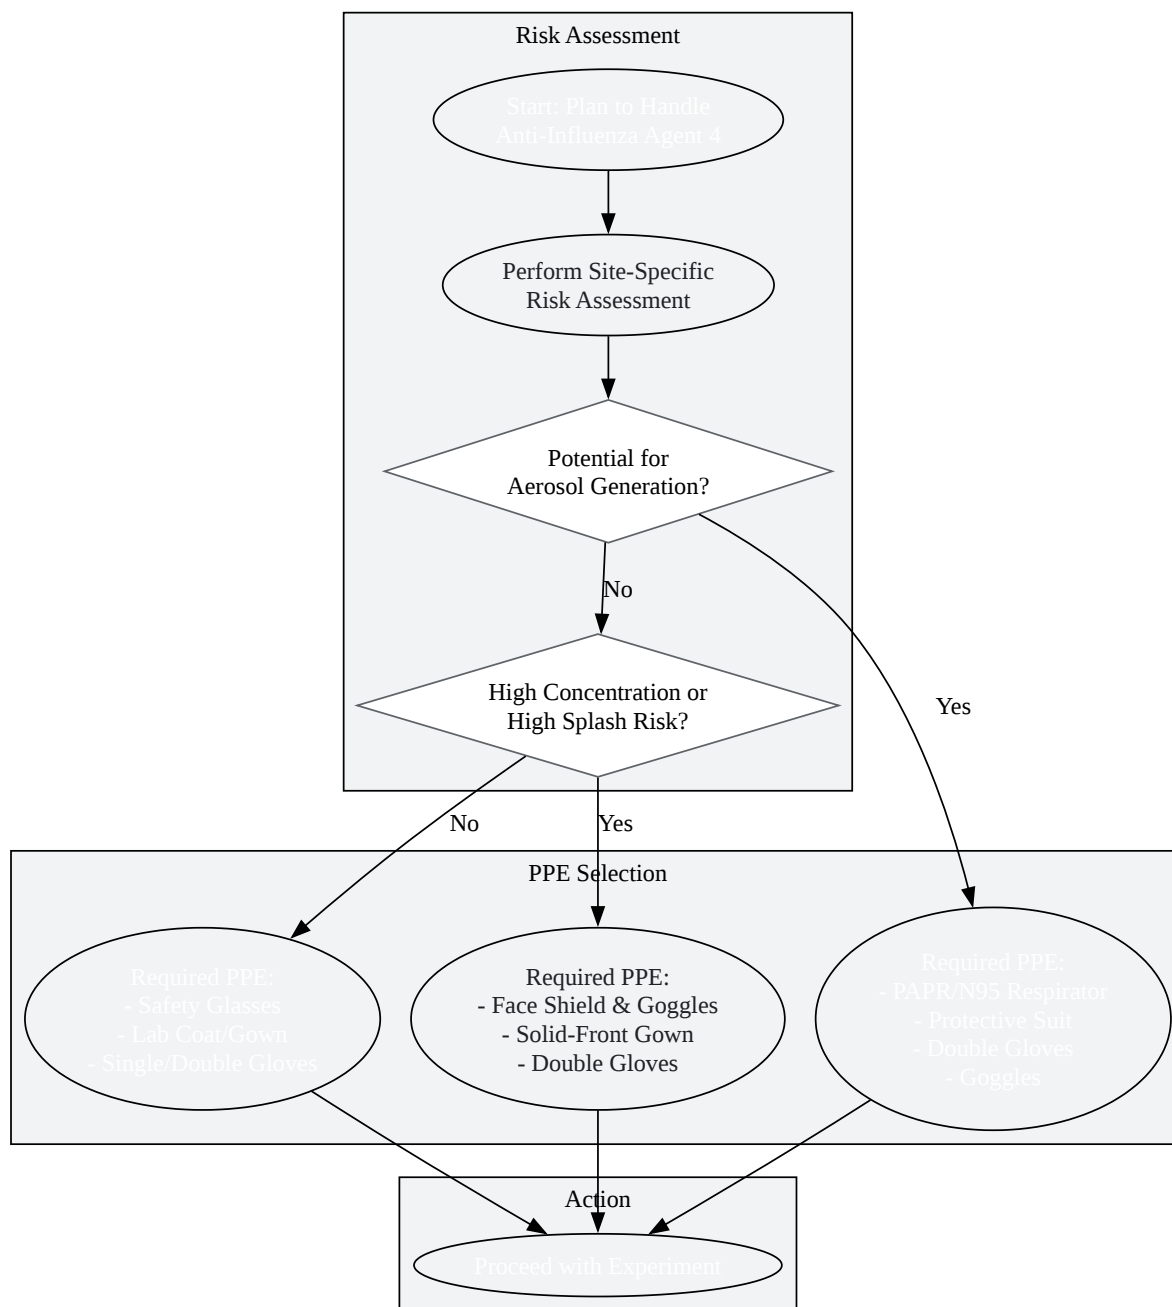 Risk Assessment
Start: Plan to Handle
Anti-Influenza Agent 4
Perform Site-Specific
Risk Assessment
Potential for
Aerosol Generation?
No
High Concentration or
High Splash Risk?
Yes
No
Yes
PPE Selection
Required PPE:
- Safety Glasses
- Lab Coat/Gown
- Single/Double Gloves
Required PPE:
- Face Shield & Goggles
- Solid-Front Gown
- Double Gloves
Required PPE:
- PAPR/N95 Respirator
- Protective Suit
- Double Gloves
- Goggles
Action
Proceed with Experiment